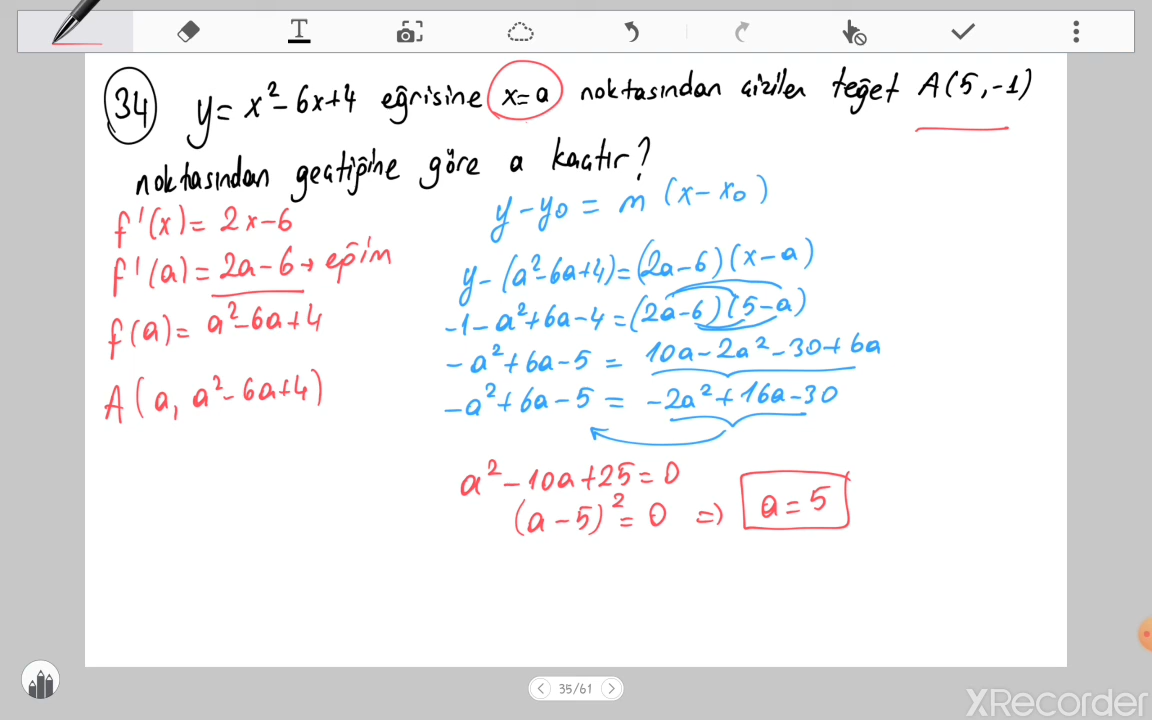 T
34 y = x² - 6x + 4 eğrisine x = a noktasından çizilen teğet A(5, -1)
noktasından geçtiğine göre a kaçtır?
f'(x) = 2x - 6
f'(a) = 2a - 6 → eğim
f(a) = a² - 6a + 4
A(a, a² - 6a + 4)
y - y₀ = m (x - x₀)
y - (a² - 6a + 4) = (2a - 6)(x - a)
-1 - a² + 6a - 4 = (2a - 6)(5 - a)
-a² + 6a - 5 = 10a - 2a² - 30 + 6a
-a² + 6a - 5 = -2a² + 16a - 30
a² - 10a + 25 = 0
(a - 5)² = 0 ⇒ a = 5
35/61
XRecorder